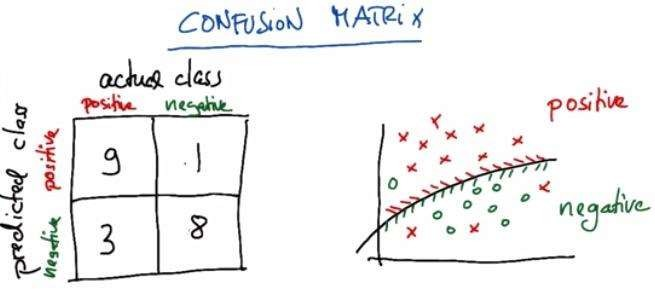 CONFUSION MATRIX
actual class
positive negative
predicted class
positive
negative
9 1
3 8
positive
negative